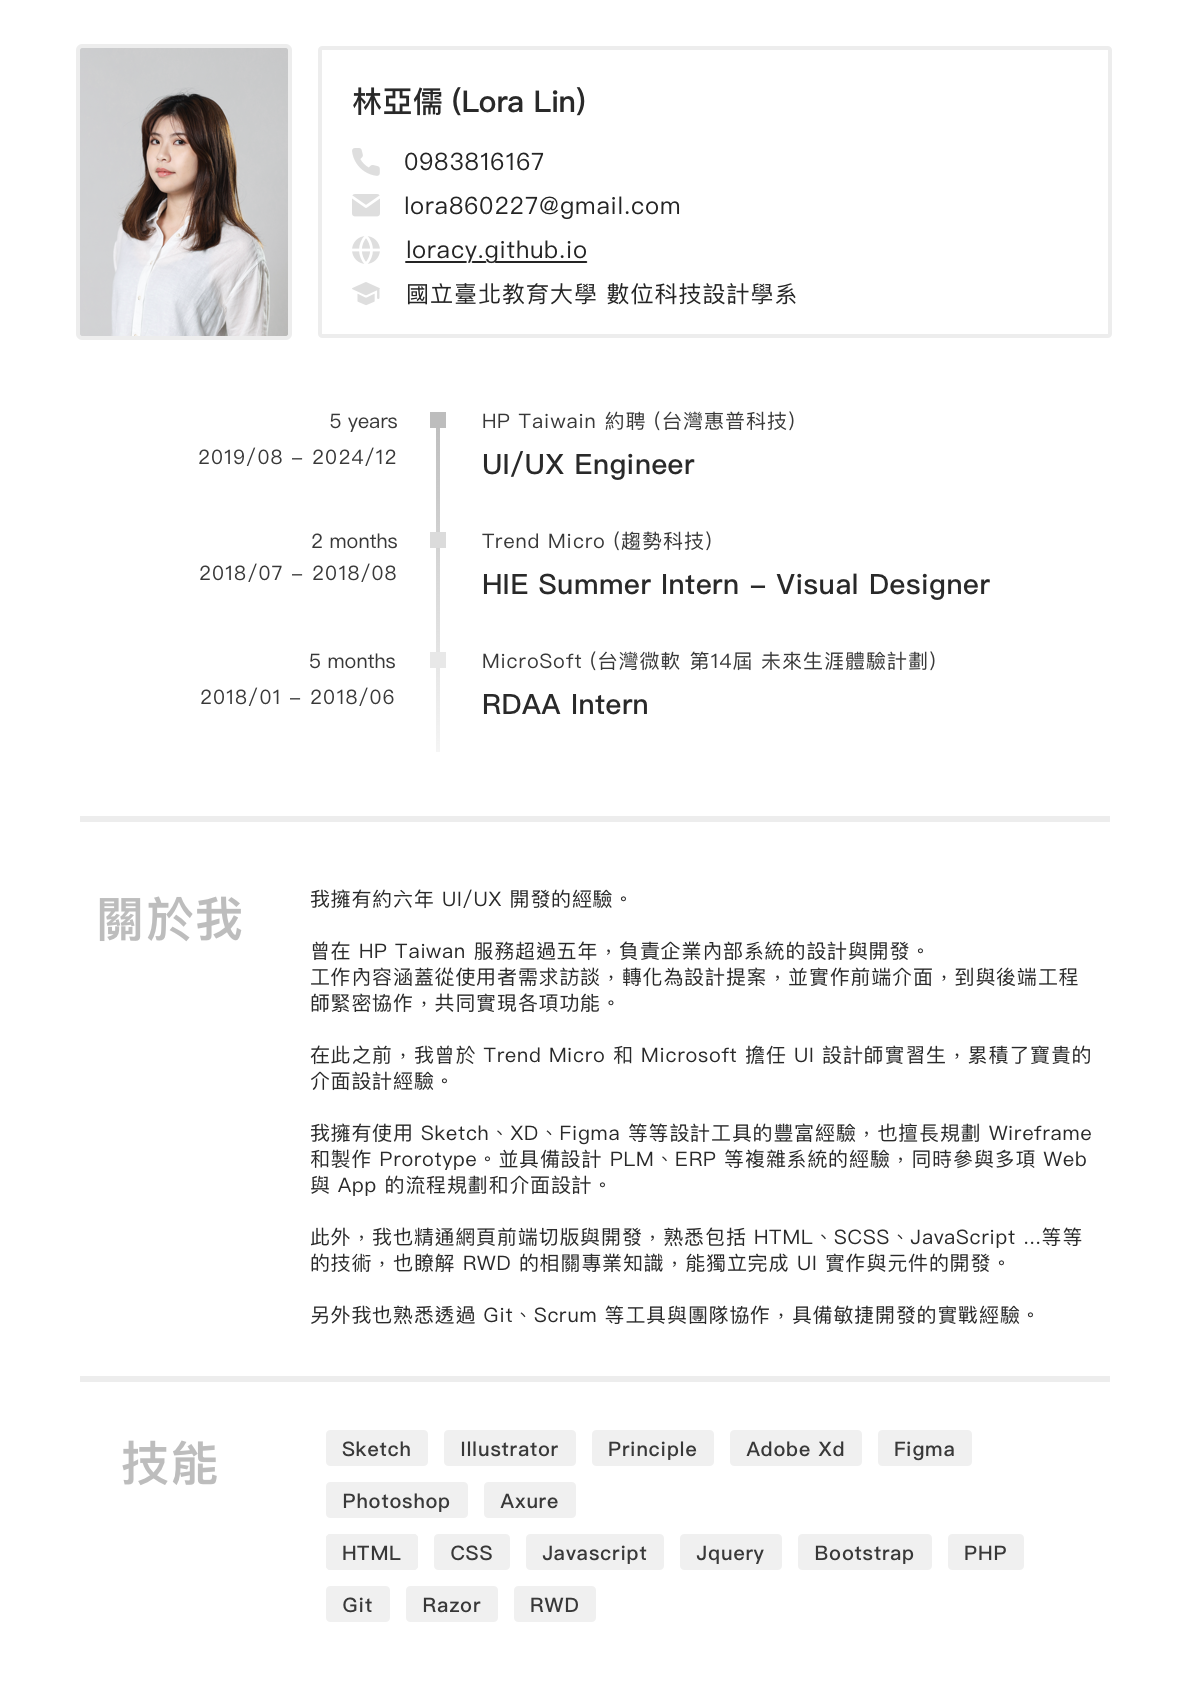 林亞儒 (Lora Lin)
0983816167
lora860227@gmail.com
loracy.github.io
國立臺北教育大學 數位科技設計學系
5 years
2019/08 – 2024/12
HP Taiwain 約聘 (台灣惠普科技)
UI/UX Engineer
2 months
2018/07 – 2018/08
Trend Micro (趨勢科技)
HIE Summer Intern – Visual Designer
5 months
2018/01 – 2018/06
MicroSoft (台灣微軟 第14屆 未來生涯體驗計劃)
RDAA Intern
關於我
我擁有約六年 UI/UX 開發的經驗。
曾在 HP Taiwan 服務超過五年，負責企業內部系統的設計與開發。
工作內容涵蓋從使用者需求訪談，轉化為設計提案，並實作前端介面，到與後端工程
師緊密協作，共同實現各項功能。
在此之前，我曾於 Trend Micro 和 Microsoft 擔任 UI 設計師實習生，累積了寶貴的
介面設計經驗。
我擁有使用 Sketch、XD、Figma 等等設計工具的豐富經驗，也擅長規劃 Wireframe
和製作 Prorotype。並具備設計 PLM、ERP 等複雜系統的經驗，同時參與多項 Web
與 App 的流程規劃和介面設計。
此外，我也精通網頁前端切版與開發，熟悉包括 HTML、SCSS、JavaScript ...等等
的技術，也瞭解 RWD 的相關專業知識，能獨立完成 UI 實作與元件的開發。
另外我也熟悉透過 Git、Scrum 等工具與團隊協作，具備敏捷開發的實戰經驗。
技能
Sketch Illustrator Principle Adobe Xd Figma
Photoshop Axure
HTML CSS Javascript Jquery Bootstrap PHP
Git Razor RWD